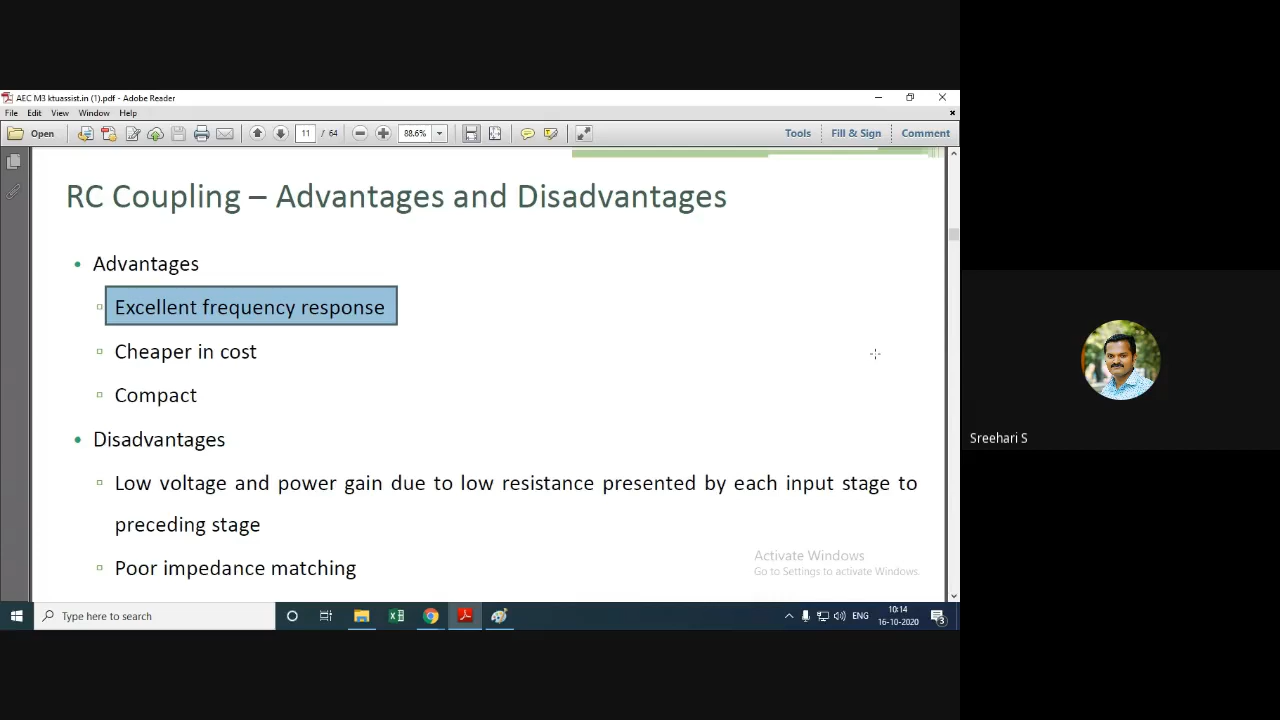 AEC M3 ktuassist.in (1).pdf - Adobe Reader
File Edit View Window Help
Open 11 / 64 88.6% Tools Fill & Sign Comment
RC Coupling – Advantages and Disadvantages
Advantages
Excellent frequency response
Cheaper in cost
Compact
Disadvantages
Low voltage and power gain due to low resistance presented by each input stage to
preceding stage
Poor impedance matching
Activate Windows
Go to Settings to activate Windows.
Sreehari S
Type here to search
ENG
10:14
16-10-2020
3